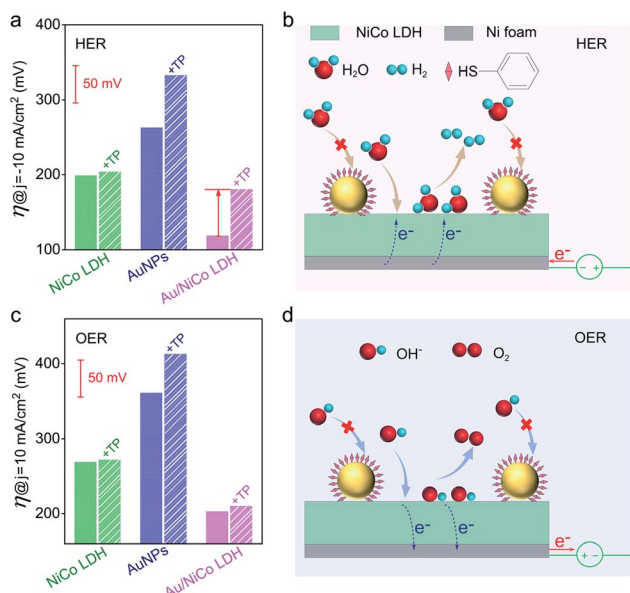 a
HER
50 mV
η@j=-10 mA/cm² (mV)
400
300
200
100
+TP
+TP
+TP
NiCo LDH
AuNPs
Au/NiCo LDH
b
NiCo LDH
Ni foam
HER
H₂O
H₂
HS
e⁻
e⁻
e⁻
- +
c
OER
50 mV
η@j=10 mA/cm² (mV)
400
300
200
+TP
+TP
+TP
NiCo LDH
AuNPs
Au/NiCo LDH
d
OER
OH⁻
O₂
e⁻
e⁻
e⁻
+ -